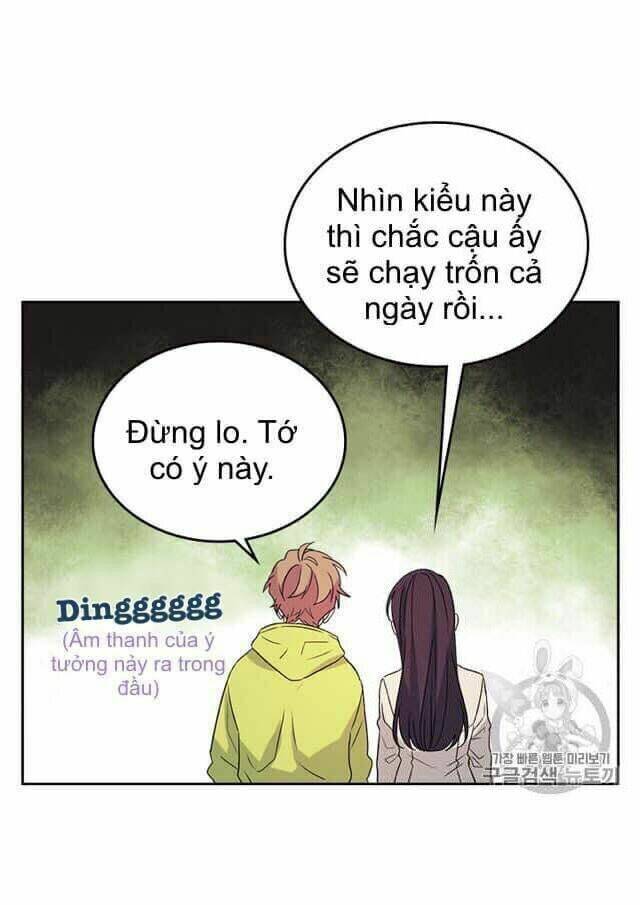 Nhìn kiểu này
thì chắc cậu ấy
sẽ chạy trốn cả
ngày rồi...
Đừng lo. Tớ
có ý này.
Dingggggg
(Âm thanh của ý
tưởng nảy ra trong
đầu)
가장 빠른 웹툰 미리보기
구글검색 뉴토끼